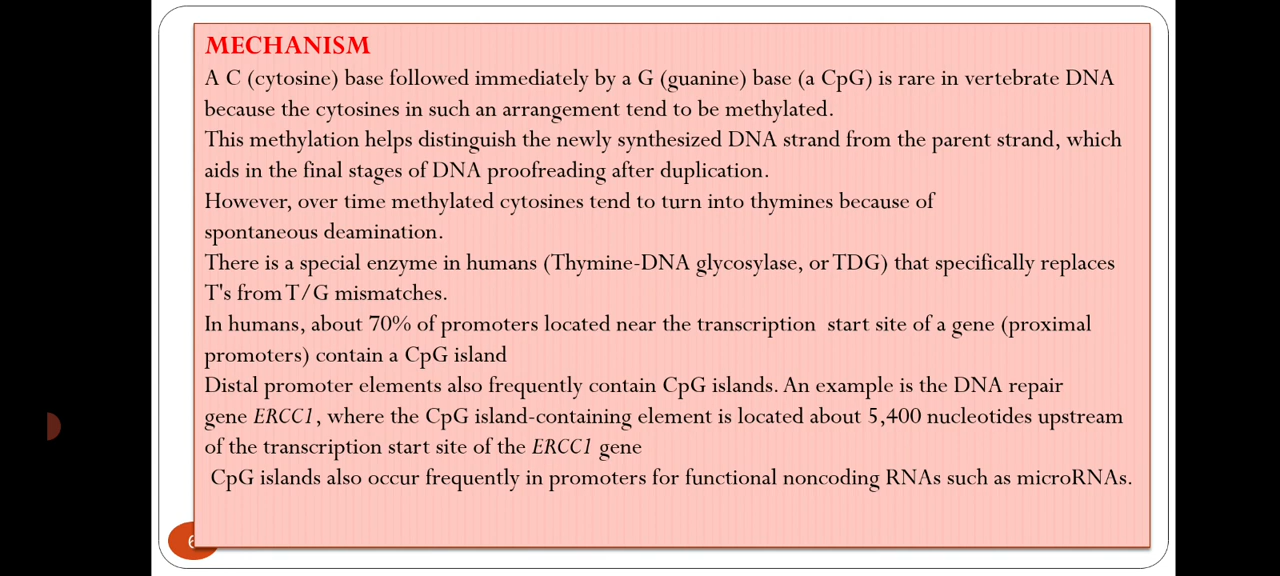 MECHANISM
A C (cytosine) base followed immediately by a G (guanine) base (a CpG) is rare in vertebrate DNA
because the cytosines in such an arrangement tend to be methylated.
This methylation helps distinguish the newly synthesized DNA strand from the parent strand, which
aids in the final stages of DNA proofreading after duplication.
However, over time methylated cytosines tend to turn into thymines because of
spontaneous deamination.
There is a special enzyme in humans (Thymine-DNA glycosylase, or TDG) that specifically replaces
T's from T/G mismatches.
In humans, about 70% of promoters located near the transcription start site of a gene (proximal
promoters) contain a CpG island
Distal promoter elements also frequently contain CpG islands. An example is the DNA repair
gene ERCC1, where the CpG island-containing element is located about 5,400 nucleotides upstream
of the transcription start site of the ERCC1 gene
CpG islands also occur frequently in promoters for functional noncoding RNAs such as microRNAs.